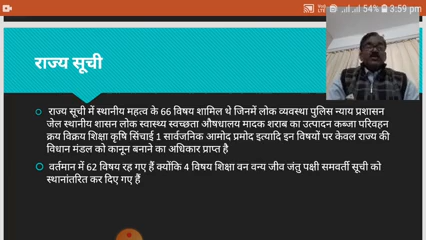 54% 3:59 pm
राज्य सूची
राज्य सूची में स्थानीय महत्व के 66 विषय शामिल थे जिनमें लोक व्यवस्था पुलिस न्याय प्रशासन
जेल स्थानीय शासन लोक स्वास्थ्य स्वच्छता औषधालय मादक शराब का उत्पादन कब्जा परिवहन
क्रय विक्रय शिक्षा कृषि सिंचाई 1 सार्वजनिक आमोद प्रमोद इत्यादि इन विषयों पर केवल राज्य की
विधान मंडल को कानून बनाने का अधिकार प्राप्त है
वर्तमान में 62 विषय रह गए हैं क्योंकि 4 विषय शिक्षा वन वन्य जीव जंतु पक्षी समवर्ती सूची को
स्थानांतरित कर दिए गए हैं